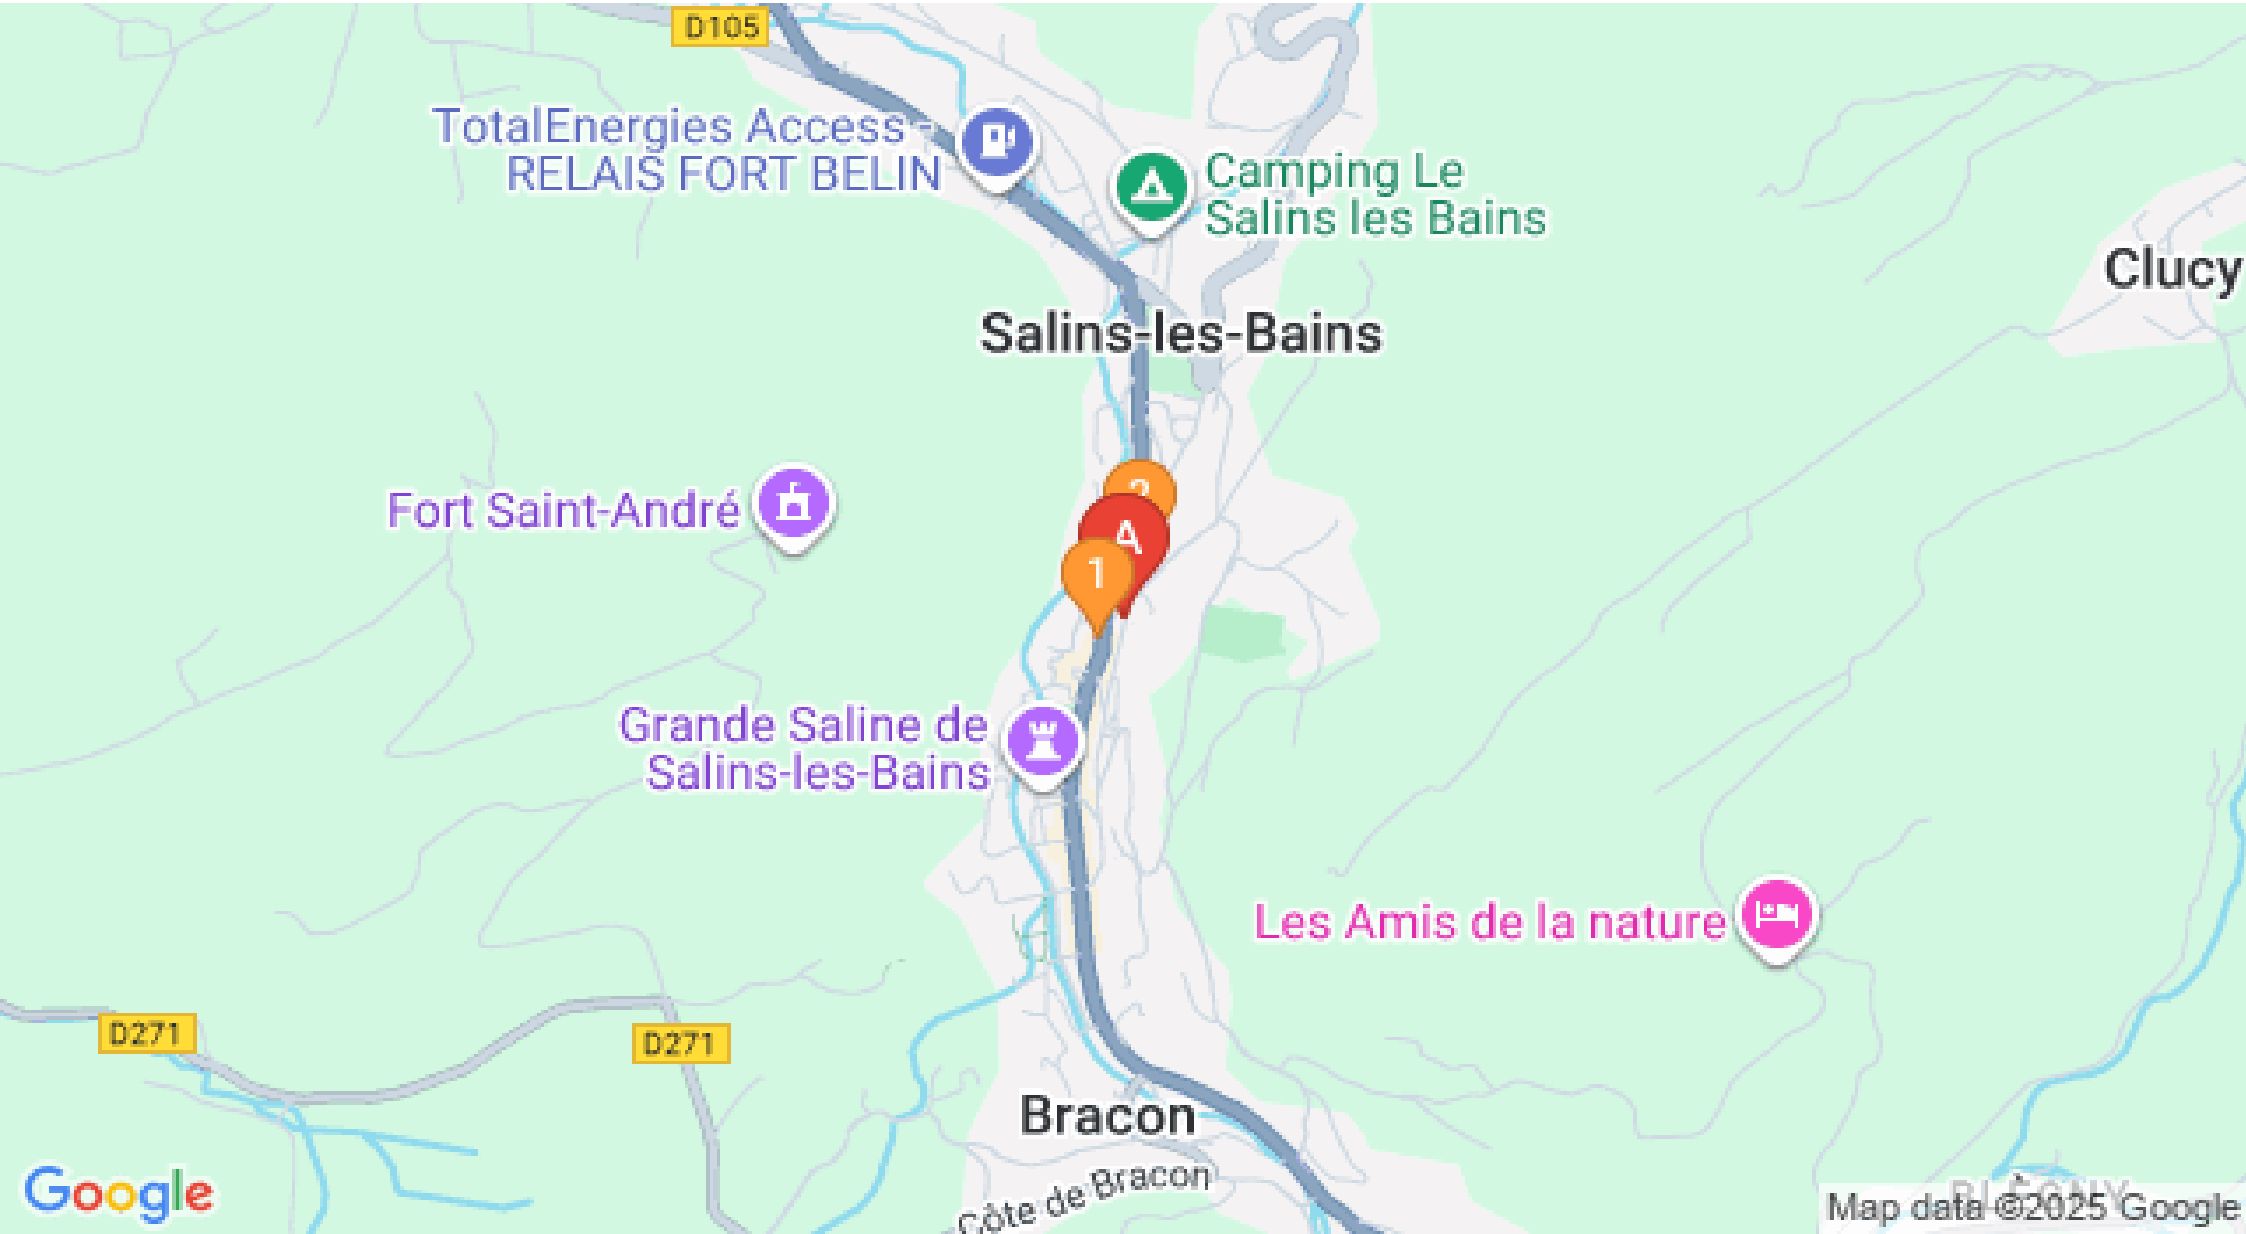 D105
TotalEnergies Access -
RELAIS FORT BELIN
Camping Le
Salins les Bains
Clucy
Salins-les-Bains
2
A
1
Fort Saint-André
Grande Saline de
Salins-les-Bains
Les Amis de la nature
D271
D271
Bracon
Côte de Bracon
Google
Map data ©2025 Google